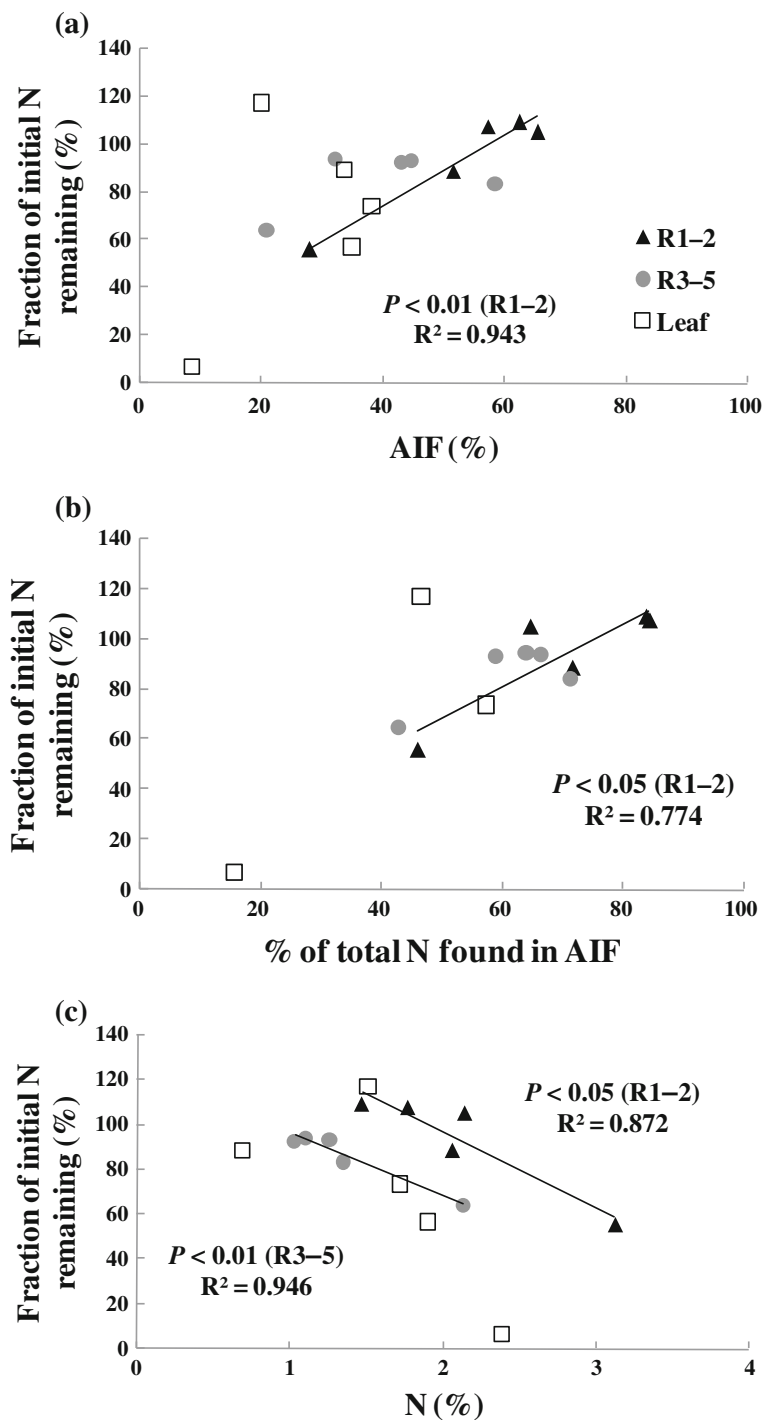 (a)
Fraction of initial N
remaining (%)
140
120
100
80
60
40
20
0
0 20 40 60 80 100
AIF (%)
R1–2
R3–5
Leaf
P < 0.01 (R1–2)
R² = 0.943
(b)
Fraction of initial N
remaining (%)
140
120
100
80
60
40
20
0
0 20 40 60 80 100
% of total N found in AIF
P < 0.05 (R1–2)
R² = 0.774
(c)
Fraction of initial N
remaining (%)
140
120
100
80
60
40
20
0
0 1 2 3 4
N (%)
P < 0.05 (R1–2)
R² = 0.872
P < 0.01 (R3–5)
R² = 0.946